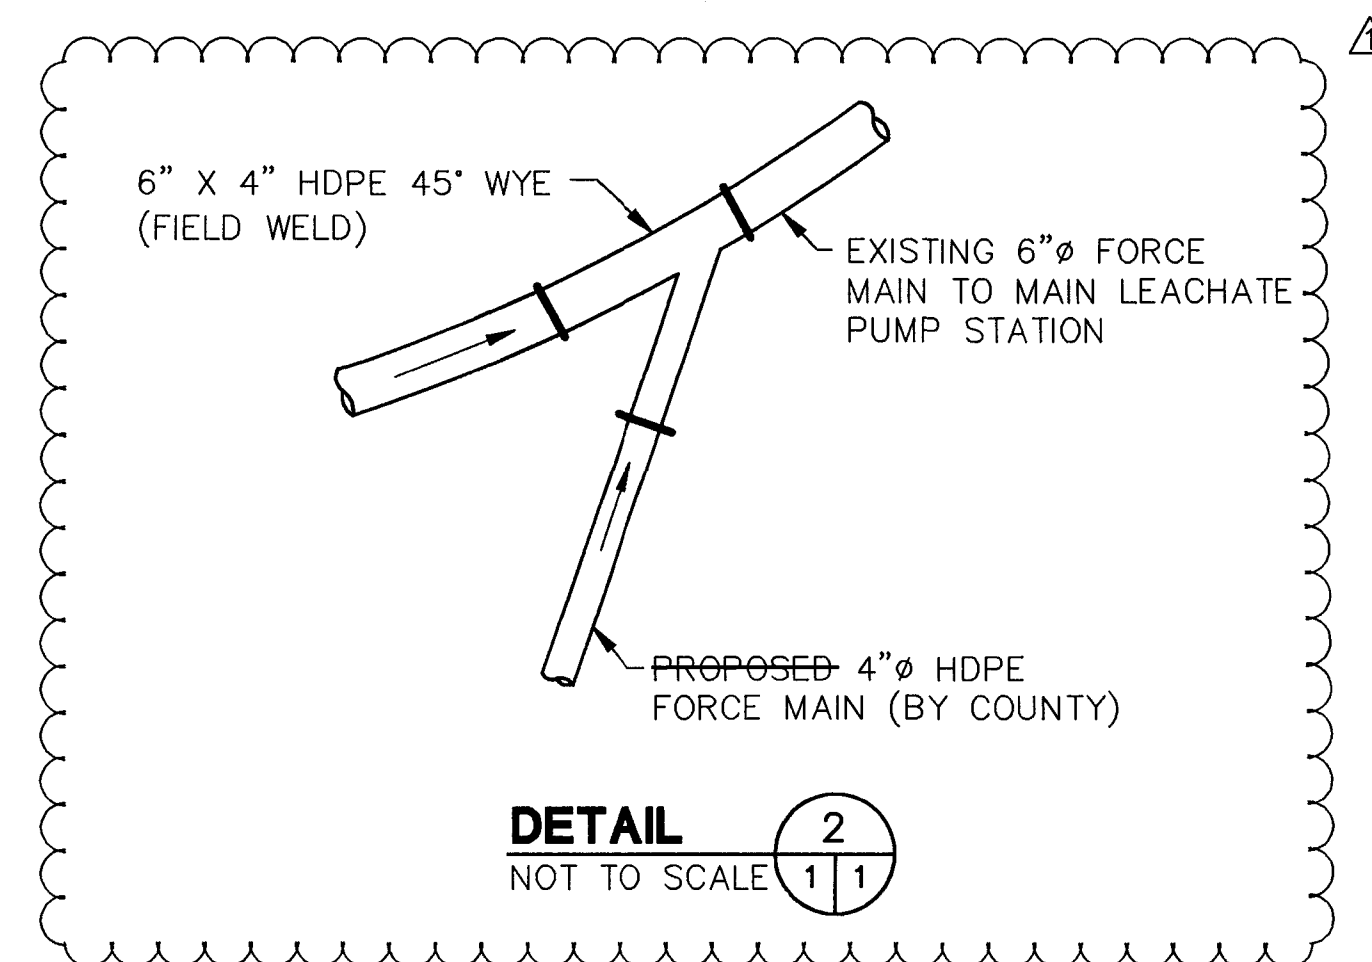 1
6" X 4" HDPE 45° WYE
(FIELD WELD)
EXISTING 6"ø FORCE
MAIN TO MAIN LEACHATE
PUMP STATION
PROPOSED 4"ø HDPE
FORCE MAIN (BY COUNTY)
DETAIL
2
NOT TO SCALE
1 1